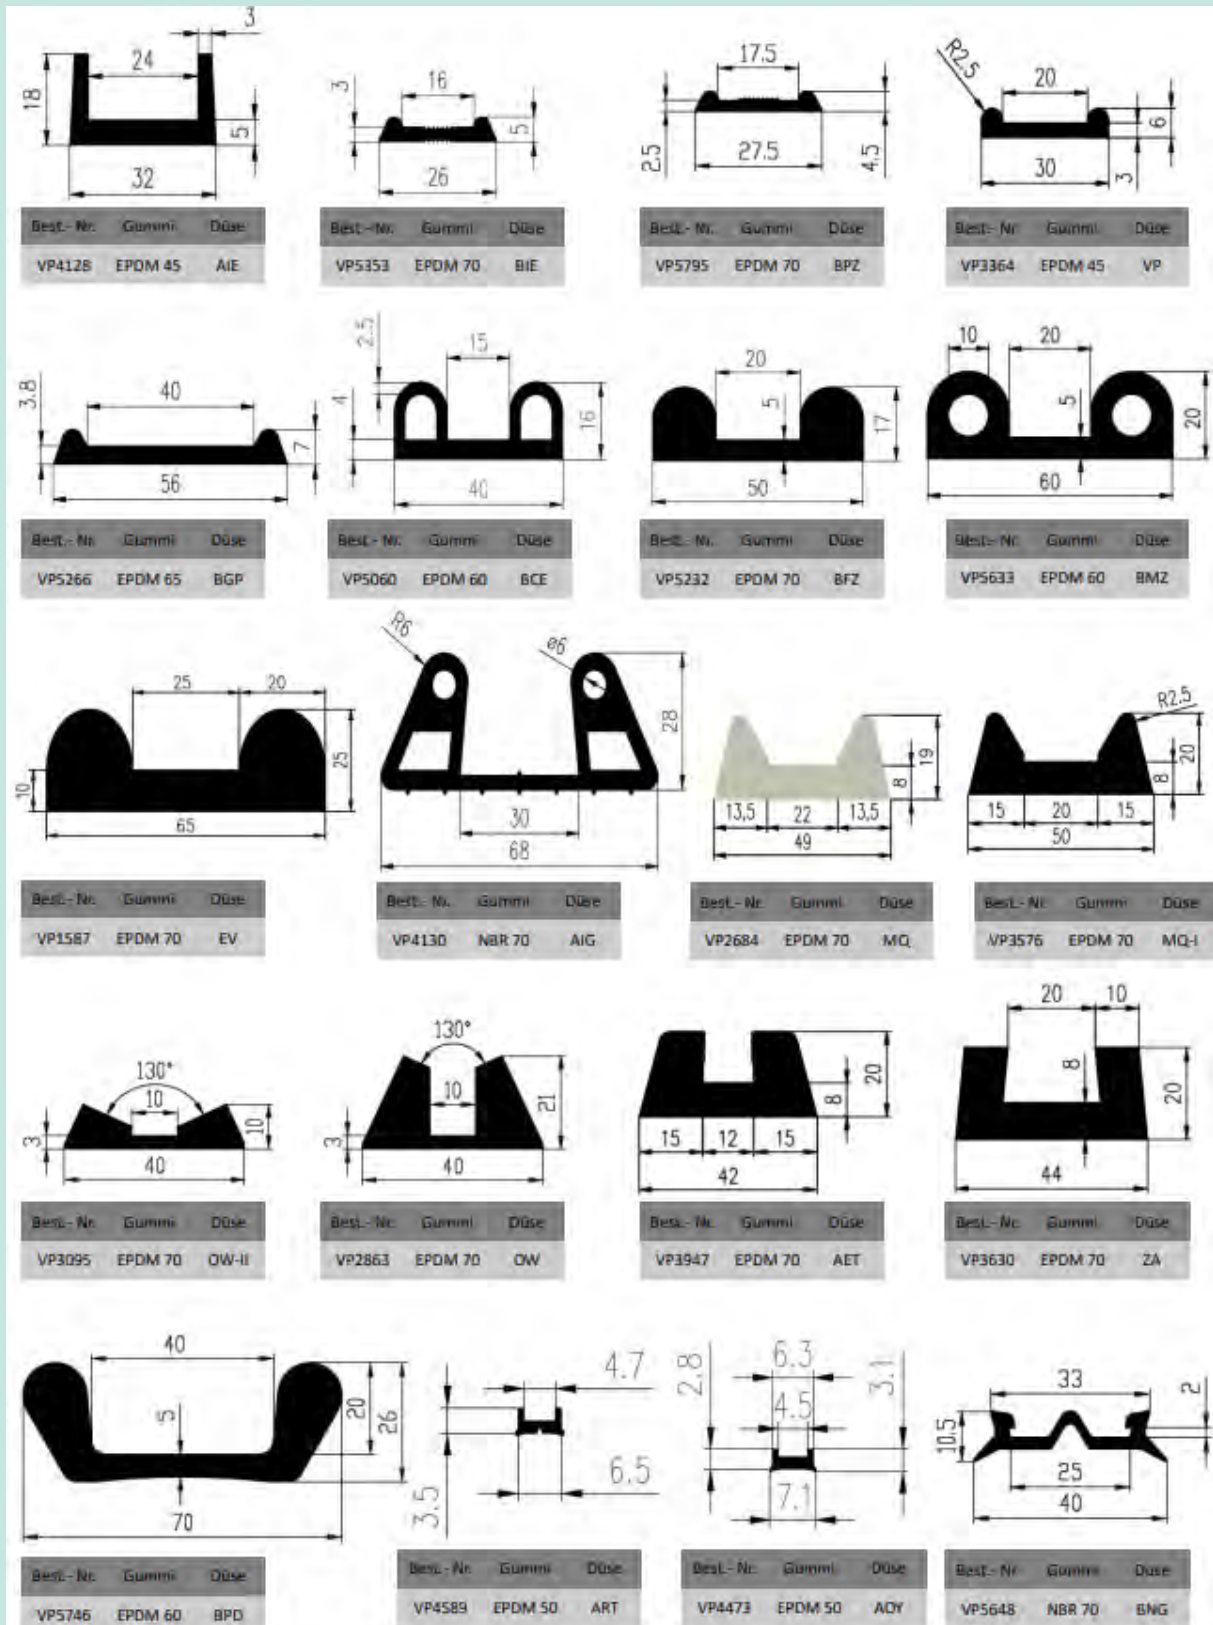 3
24
18
5
32
16
3
5
26
17.5
2.5
4.5
27.5
R2.5
20
6
3
30
Best.- Nr. Gummi Düse
VP4128 EPDM 45 AIE
Best.- Nr. Gummi Düse
VP5353 EPDM 70 BIE
Best.- Nr. Gummi Düse
VP5795 EPDM 70 BPZ
Best.- Nr. Gummi Düse
VP3364 EPDM 45 VP
3.8
40
7
56
2.5
15
4
16
40
20
5
17
50
10 20
5
20
60
Best.- Nr. Gummi Düse
VP5266 EPDM 65 BGP
Best.- Nr. Gummi Düse
VP5060 EPDM 60 BCE
Best.- Nr. Gummi Düse
VP5232 EPDM 70 BFZ
Best.- Nr. Gummi Düse
VP5633 EPDM 60 BMZ
25 20
10
25
65
R6
ø6
28
30
68
19
8
13,5 22 13,5
49
R2.5
20
8
15 20 15
50
Best.- Nr. Gummi Düse
VP1587 EPDM 70 EV
Best.- Nr. Gummi Düse
VP4130 NBR 70 AIG
Best.- Nr. Gummi Düse
VP2684 EPDM 70 MQ
Best.- Nr. Gummi Düse
VP3576 EPDM 70 MQ-I
130°
10
3
10
40
130°
10
3
21
40
20
8
15 12 15
42
20 10
8
20
44
Best.- Nr. Gummi Düse
VP3095 EPDM 70 OW-II
Best.- Nr. Gummi Düse
VP2863 EPDM 70 OW
Best.- Nr. Gummi Düse
VP3947 EPDM 70 AET
Best.- Nr. Gummi Düse
VP3630 EPDM 70 ZA
40
5
20
26
70
4.7
3.5
6.5
2.8
6.3
3.1
4.5
7.1
33
2
10,5
25
40
Best.- Nr. Gummi Düse
VP5746 EPDM 60 BPD
Best.- Nr. Gummi Düse
VP4589 EPDM 50 ART
Best.- Nr. Gummi Düse
VP4473 EPDM 50 AOY
Best.- Nr. Gummi Düse
VP5648 NBR 70 BNG